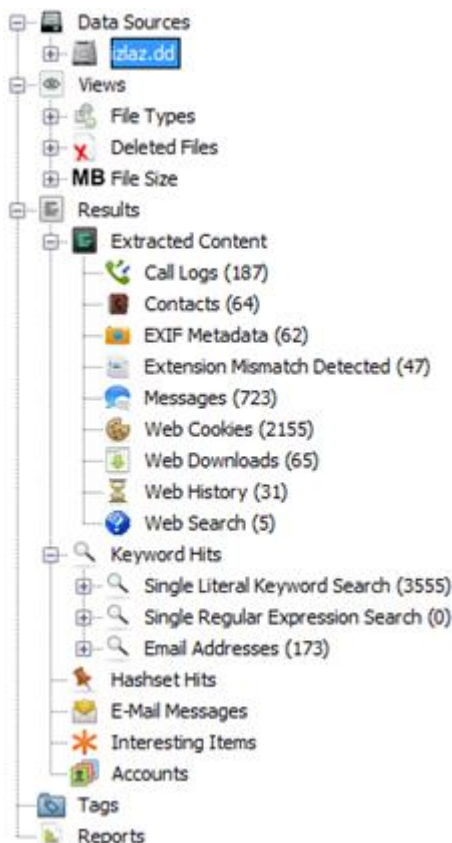 Data Sources
izlaz.dd
Views
File Types
Deleted Files
MB File Size
Results
Extracted Content
Call Logs (187)
Contacts (64)
EXIF Metadata (62)
Extension Mismatch Detected (47)
Messages (723)
Web Cookies (2155)
Web Downloads (65)
Web History (31)
Web Search (5)
Keyword Hits
Single Literal Keyword Search (3555)
Single Regular Expression Search (0)
Email Addresses (173)
Hashset Hits
E-Mail Messages
Interesting Items
Accounts
Tags
Reports